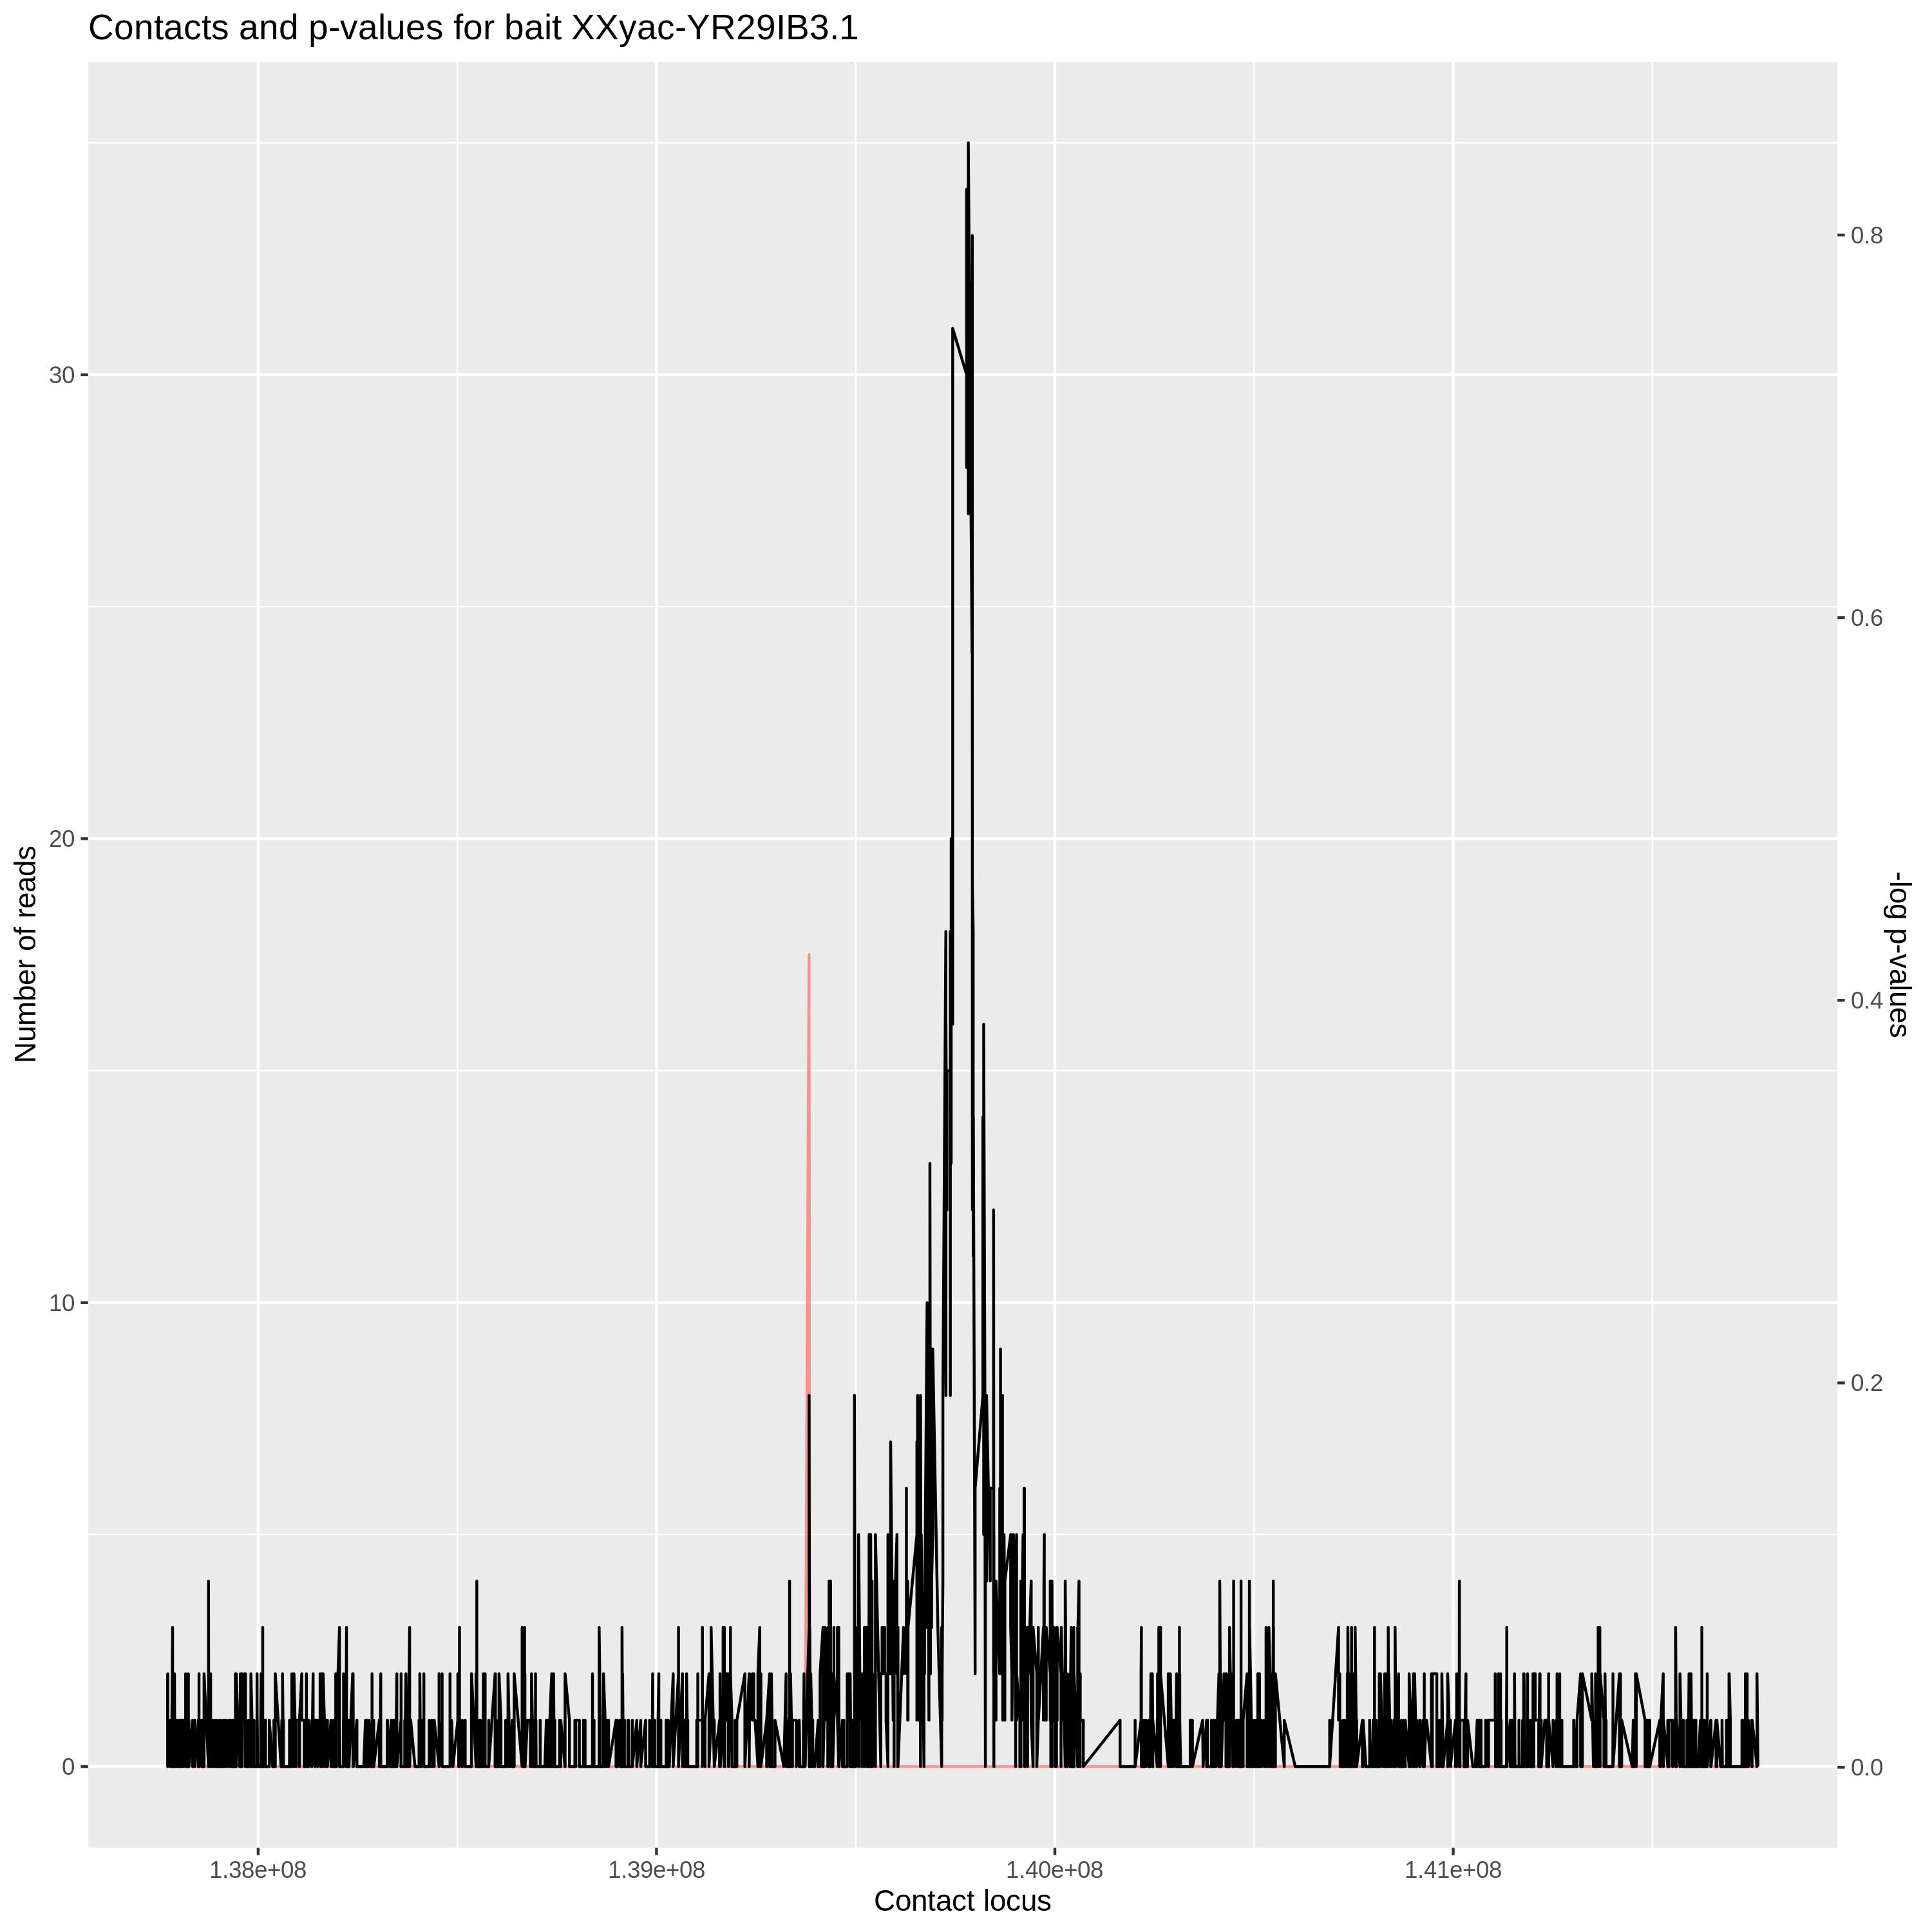 Contacts and p-values for bait XXyac-YR29IB3.1
30
20
10
0
Number of reads
0.8
0.6
0.4
0.2
0.0
-log p-values
1.38e+08 1.39e+08 1.40e+08 1.41e+08
Contact locus